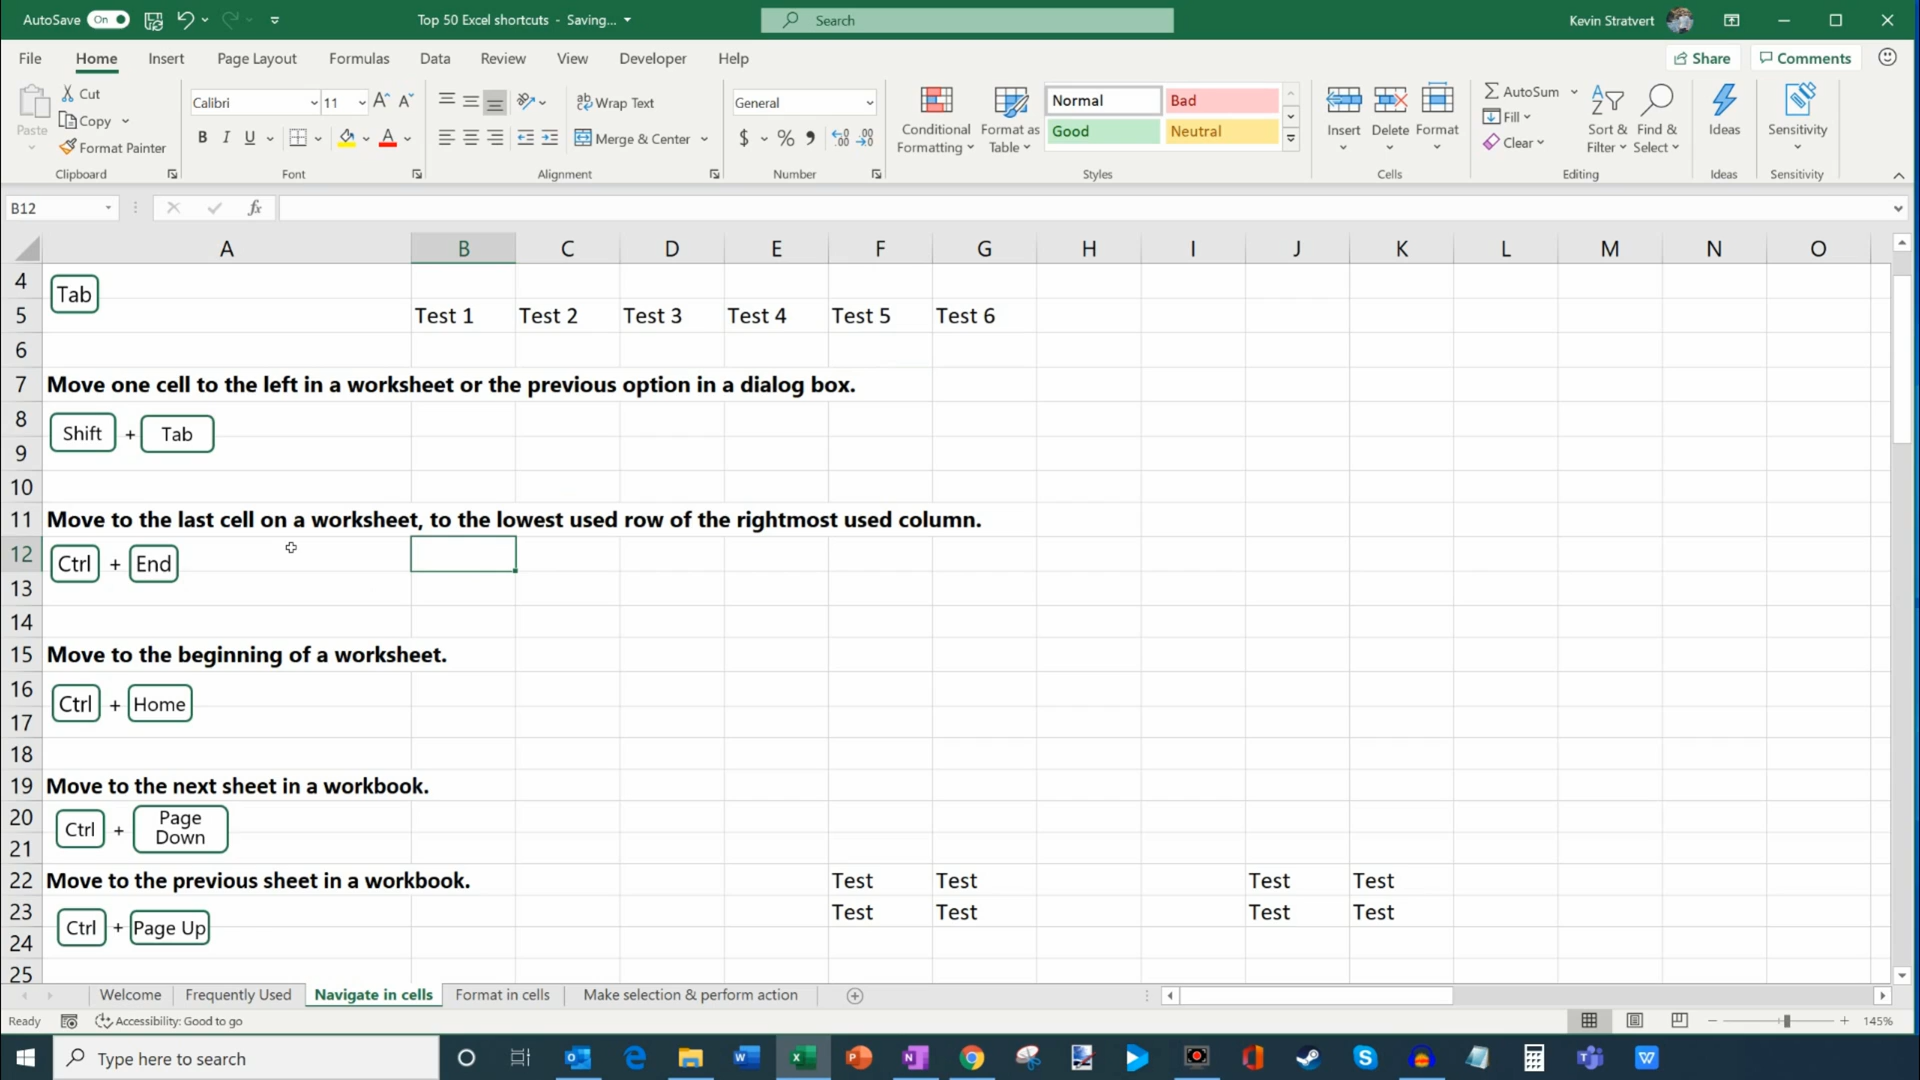 AutoSave On Top 50 Excel shortcuts - Saving... Search Kevin Stratvert
File Home Insert Page Layout Formulas Data Review View Developer Help Share Comments
Paste Cut Copy Format Painter
Calibri 11
B I U A
ab Wrap Text
Merge & Center
General
$ % 9 .00
Conditional Formatting
Format as Table
Normal Bad
Good Neutral
Insert Delete Format
AutoSum
Fill
Clear
Sort & Filter
Find & Select
Ideas
Sensitivity
Clipboard Font Alignment Number Styles Cells Editing Ideas Sensitivity
B12 fx
A B C D E F G H I J K L M N O
4 Tab
5 Test 1 Test 2 Test 3 Test 4 Test 5 Test 6
6
7 Move one cell to the left in a worksheet or the previous option in a dialog box.
8 Shift + Tab
9
10
11 Move to the last cell on a worksheet, to the lowest used row of the rightmost used column.
12 Ctrl + End
13
14
15 Move to the beginning of a worksheet.
16 Ctrl + Home
17
18
19 Move to the next sheet in a workbook.
20 Ctrl + Page Down
21
22 Move to the previous sheet in a workbook. Test Test Test Test
23 Ctrl + Page Up Test Test Test Test
24
25
Welcome Frequently Used Navigate in cells Format in cells Make selection & perform action
Ready Accessibility: Good to go 145%
Type here to search